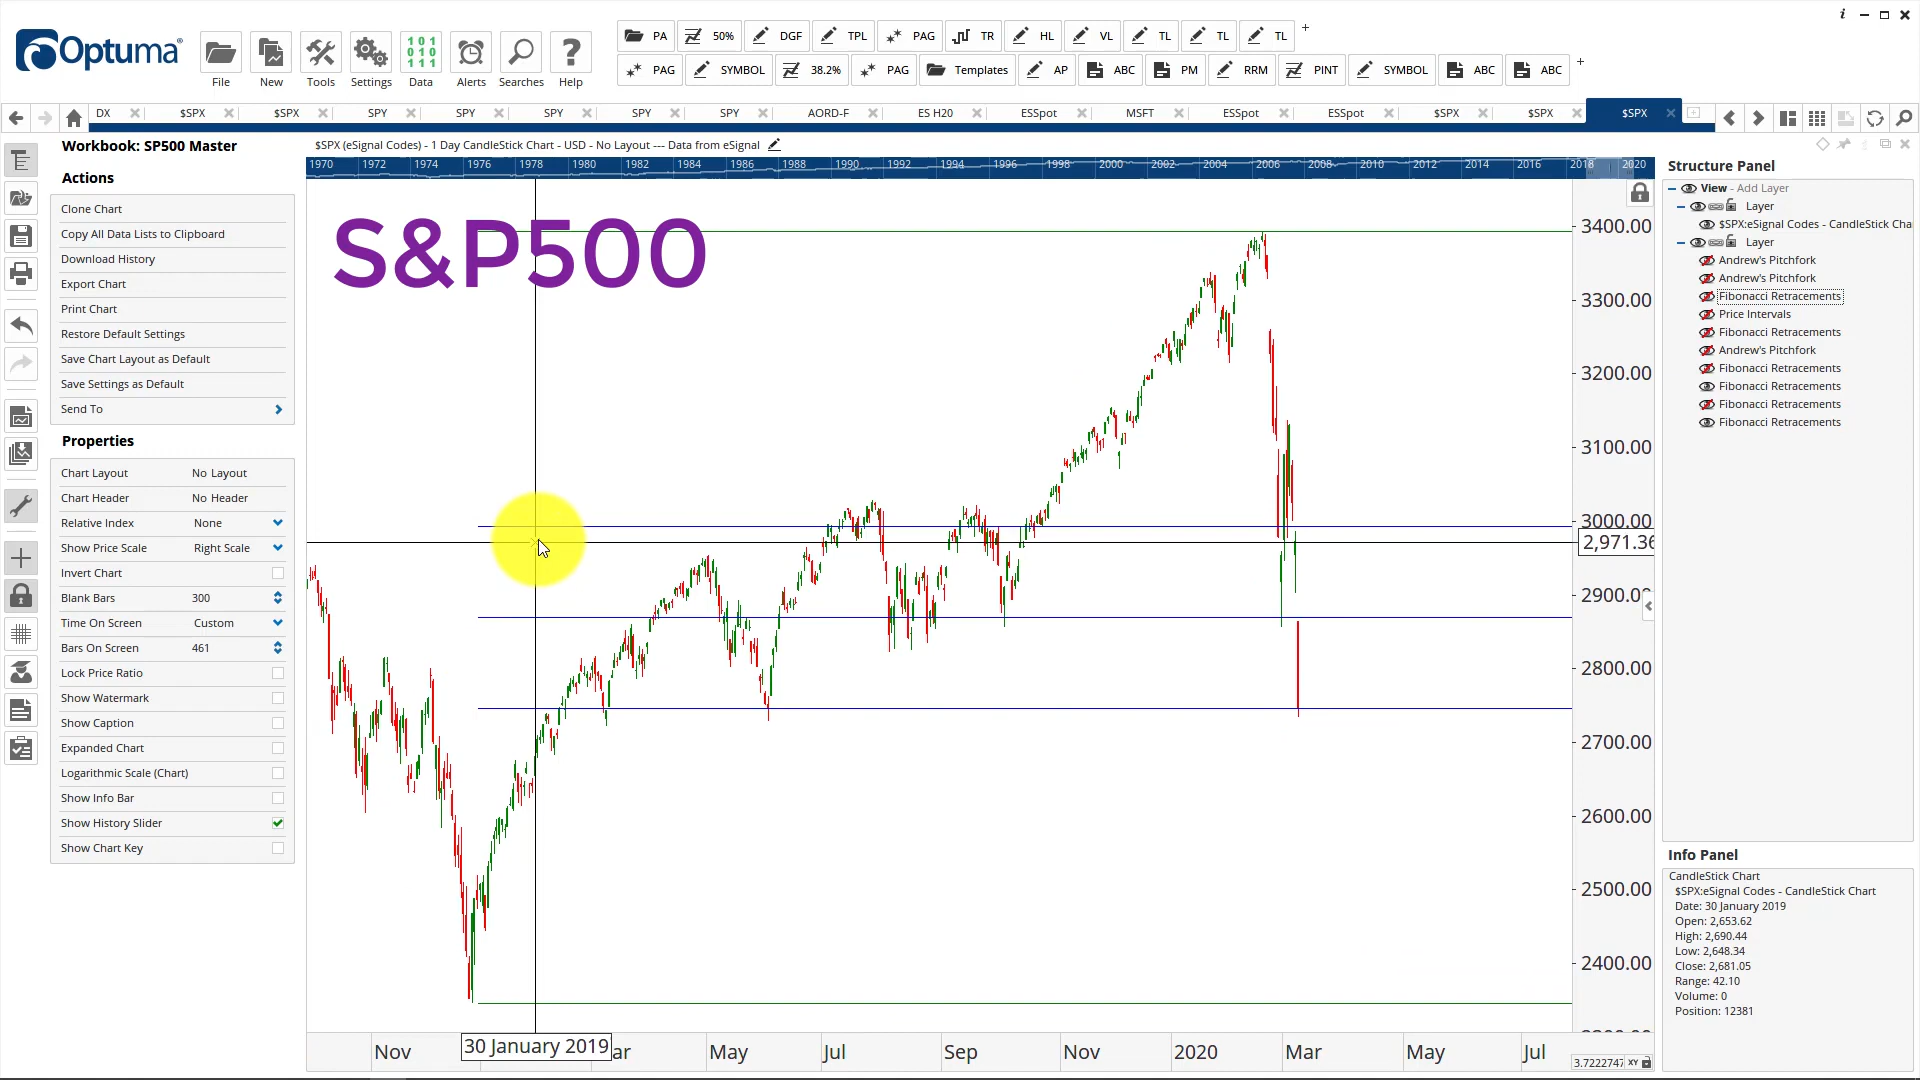 Optuma®
File
New
Tools
Settings
Data
Alerts
Searches
Help
PA
50%
DGF
TPL
PAG
TR
HL
VL
TL
TL
TL
PAG
SYMBOL
38.2%
PAG
Templates
AP
ABC
PM
RRM
PINT
SYMBOL
ABC
ABC
DX
$SPX
$SPX
SPY
SPY
SPY
SPY
SPY
AORD-F
ES H20
ESSpot
MSFT
ESSpot
ESSpot
$SPX
$SPX
$SPX
Workbook: SP500 Master
Actions
Clone Chart
Copy All Data Lists to Clipboard
Download History
Export Chart
Print Chart
Restore Default Settings
Save Chart Layout as Default
Save Settings as Default
Send To
Properties
Chart Layout No Layout
Chart Header No Header
Relative Index None
Show Price Scale Right Scale
Invert Chart
Blank Bars 300
Time On Screen Custom
Bars On Screen 461
Lock Price Ratio
Show Watermark
Show Caption
Expanded Chart
Logarithmic Scale (Chart)
Show Info Bar
Show History Slider
Show Chart Key
$SPX (eSignal Codes) - 1 Day CandleStick Chart - USD - No Layout --- Data from eSignal
1970 1972 1974 1976 1978 1980 1982 1984 1986 1988 1990 1992 1994 1996 1998 2000 2002 2004 2006 2008 2010 2012 2014 2016 2018 2020
S&P500
3400.00
3300.00
3200.00
3100.00
3000.00
2,971.36
2900.00
2800.00
2700.00
2600.00
2500.00
2400.00
Nov 30 January 2019 ar May Jul Sep Nov 2020 Mar May Jul
3.7222747 XY
Structure Panel
View - Add Layer
Layer
$SPX:eSignal Codes - CandleStick Cha
Layer
Andrew's Pitchfork
Andrew's Pitchfork
Fibonacci Retracements
Price Intervals
Fibonacci Retracements
Andrew's Pitchfork
Fibonacci Retracements
Fibonacci Retracements
Fibonacci Retracements
Fibonacci Retracements
Info Panel
CandleStick Chart
$SPX:eSignal Codes - CandleStick Chart
Date: 30 January 2019
Open: 2,653.62
High: 2,690.44
Low: 2,648.34
Close: 2,681.05
Range: 42.10
Volume: 0
Position: 12381